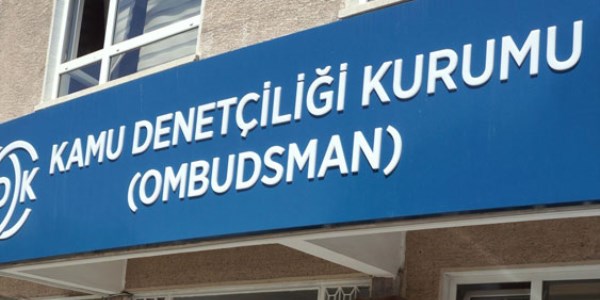 KAMU DENETÇİLİĞİ KURUMU
(OMBUDSMAN)